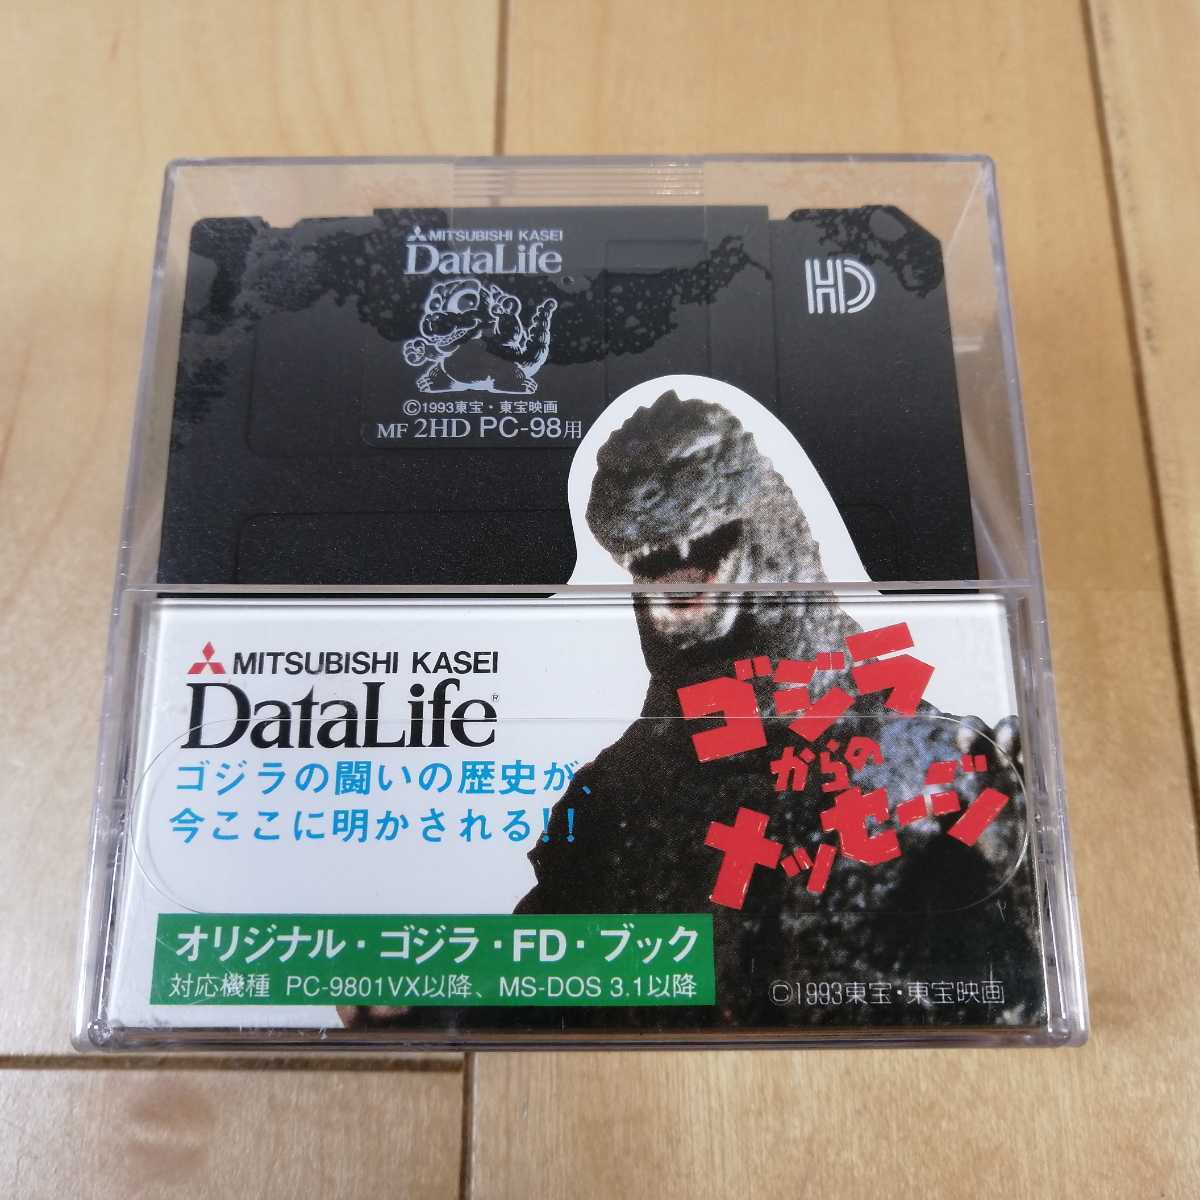 MITSUBISHI KASEI
DataLife
HD
©1993東宝・東宝映画
MF 2HD PC-98用
MITSUBISHI KASEI
DataLife®
ゴジラの闘いの歴史が、
今ここに明かされる!!
ゴジラ
からの
メッセージ
オリジナル・ゴジラ・FD・ブック
対応機種 PC-9801VX以降、MS-DOS 3.1以降
©1993東宝・東宝映画